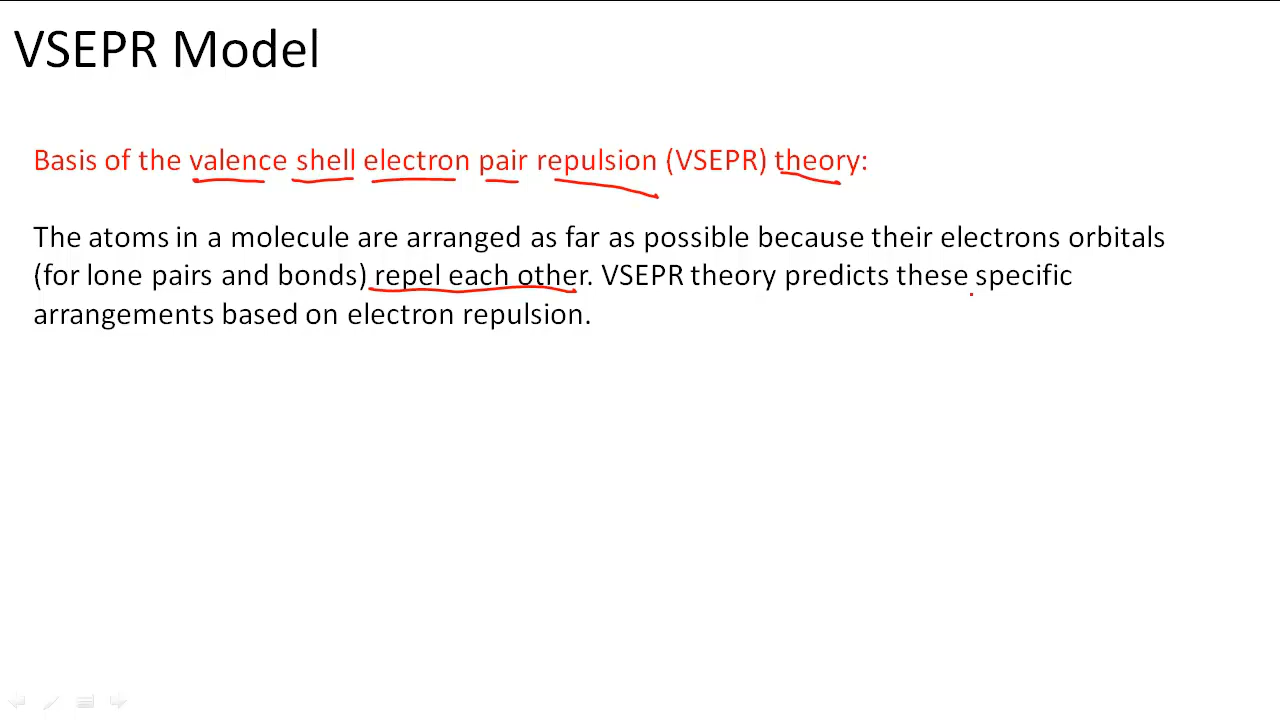 VSEPR Model
Basis of the valence shell electron pair repulsion (VSEPR) theory:
The atoms in a molecule are arranged as far as possible because their electrons orbitals
(for lone pairs and bonds) repel each other. VSEPR theory predicts these specific
arrangements based on electron repulsion.